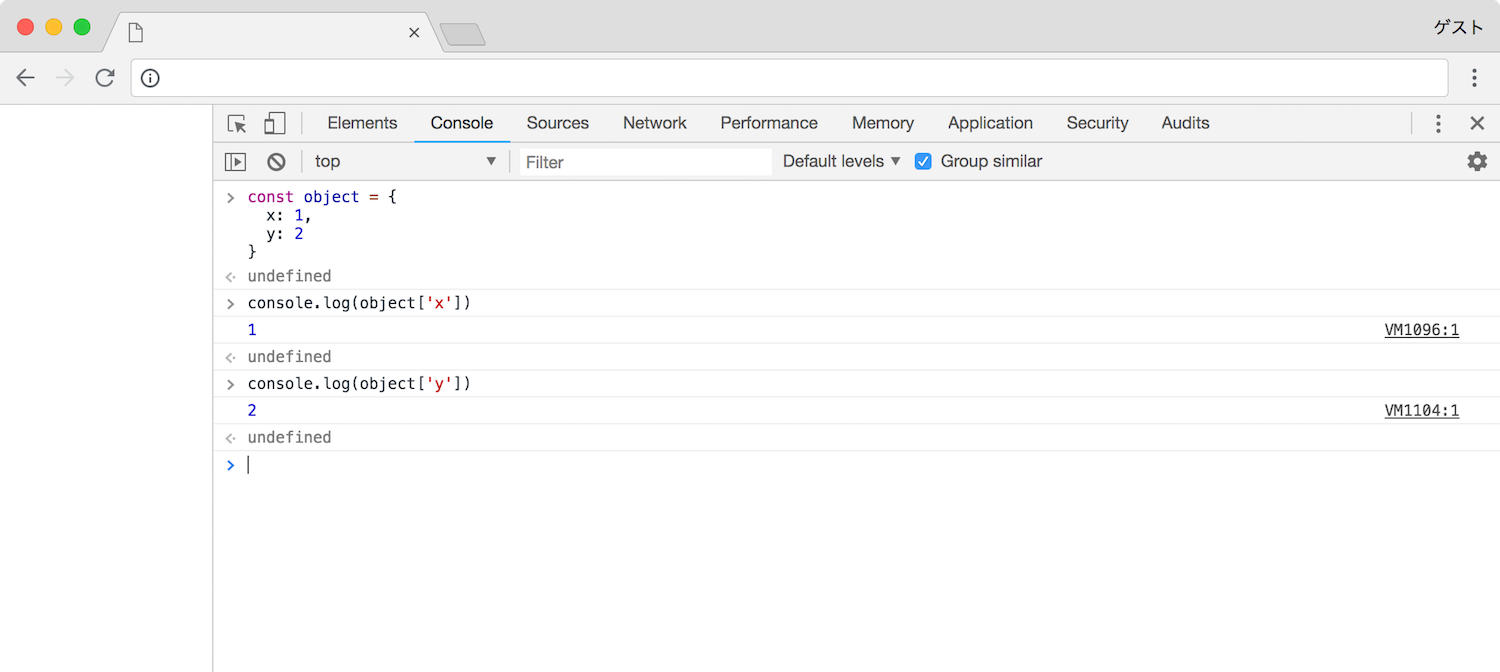 ゲスト
Elements Console Sources Network Performance Memory Application Security Audits
top Filter Default levels Group similar
const object = {
  x: 1,
  y: 2
}
undefined
console.log(object['x'])
1 VM1096:1
undefined
console.log(object['y'])
2 VM1104:1
undefined